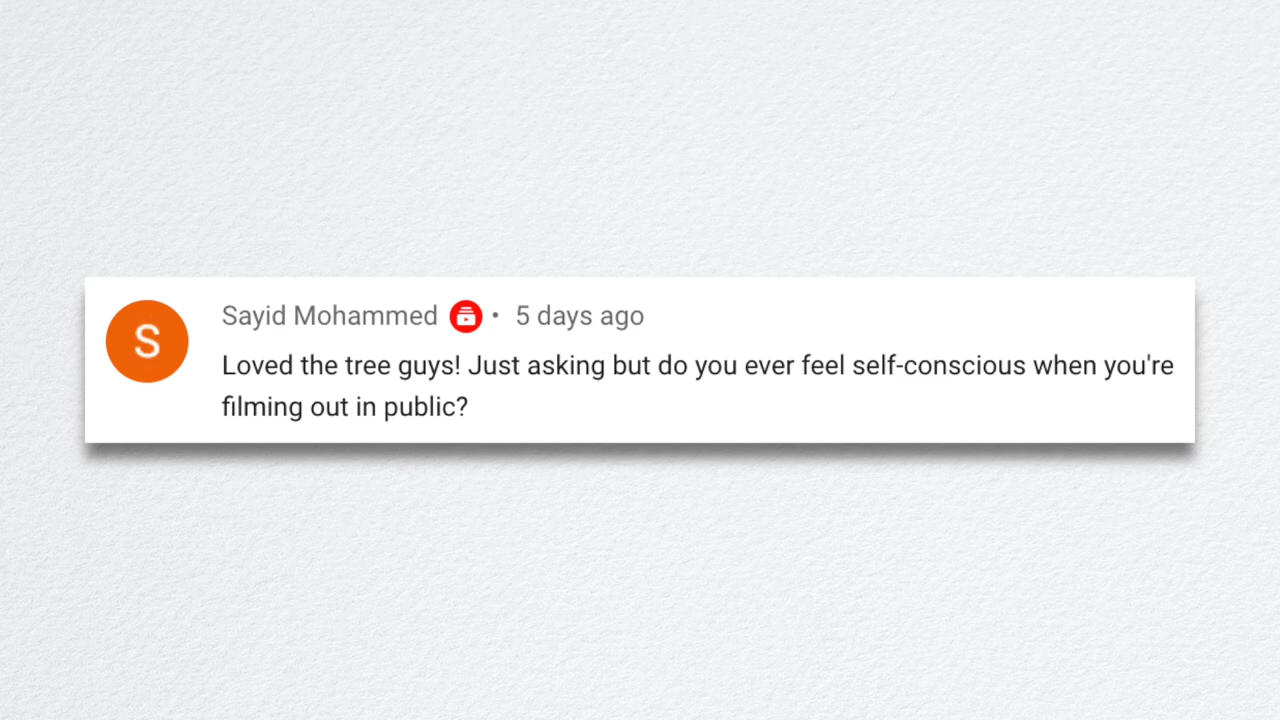 S
Sayid Mohammed • 5 days ago
Loved the tree guys! Just asking but do you ever feel self-conscious when you're
filming out in public?